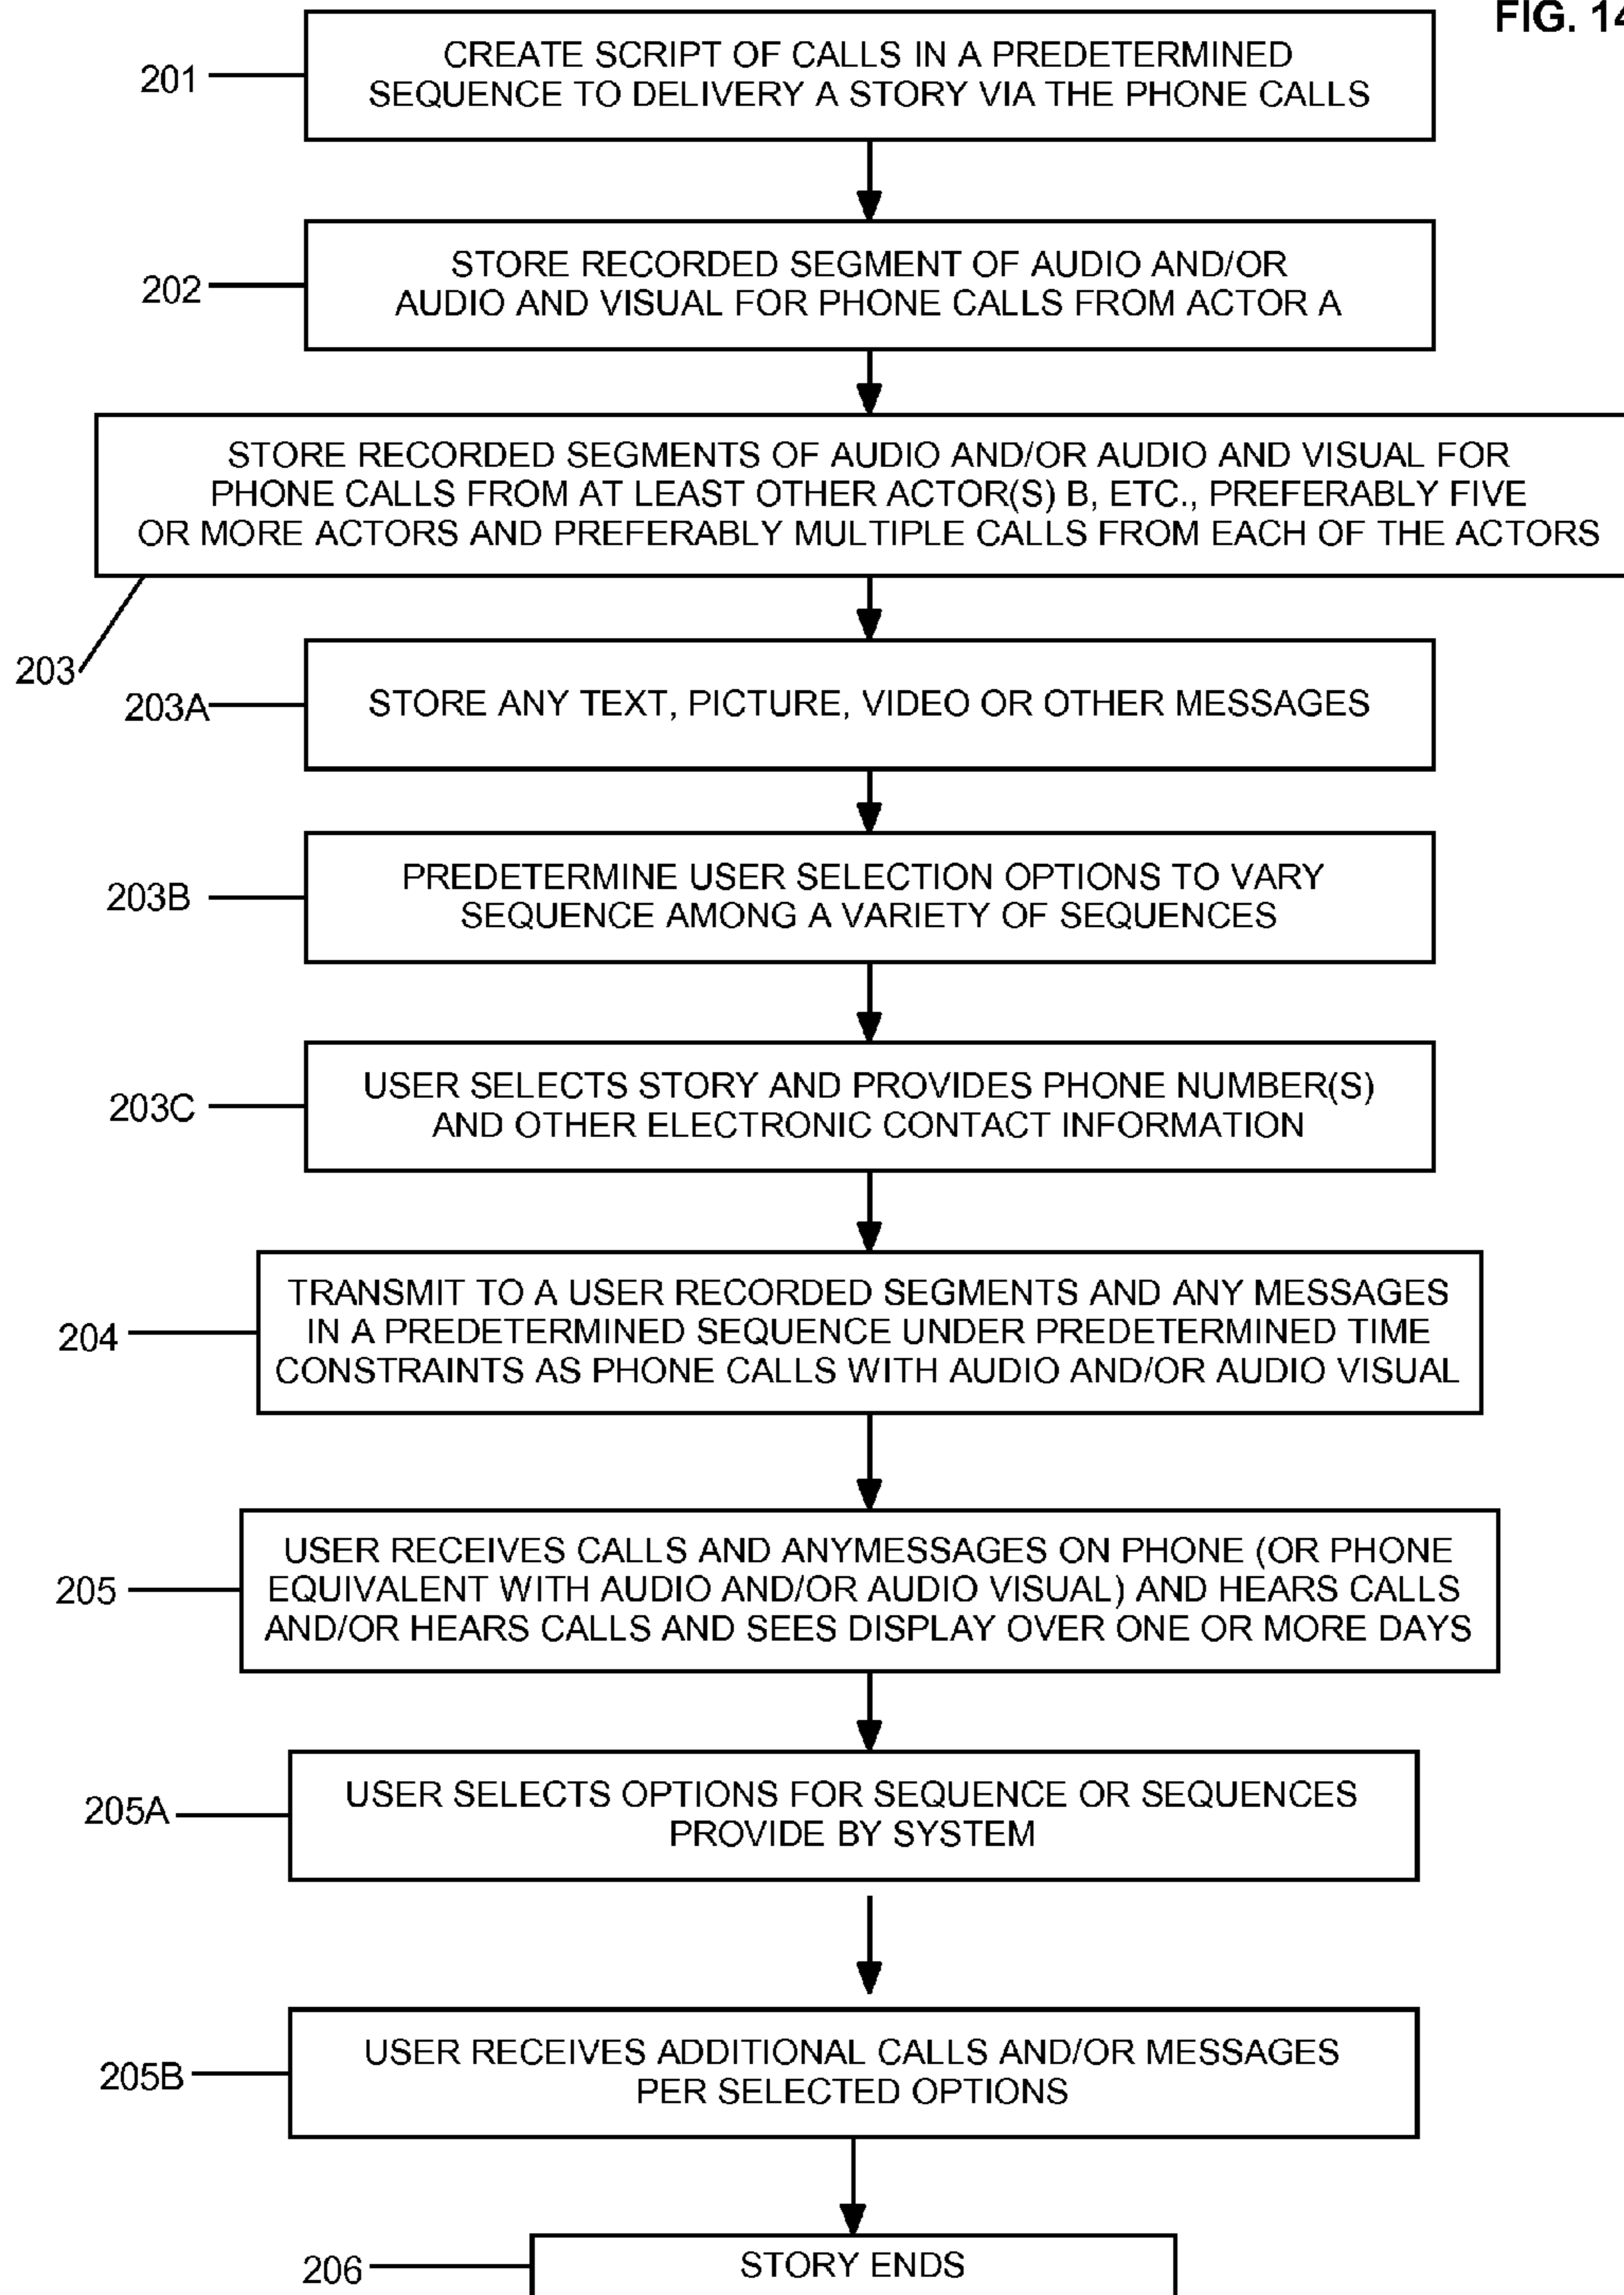 FIG. 14
201
CREATE SCRIPT OF CALLS IN A PREDETERMINED
SEQUENCE TO DELIVERY A STORY VIA THE PHONE CALLS
202
STORE RECORDED SEGMENT OF AUDIO AND/OR
AUDIO AND VISUAL FOR PHONE CALLS FROM ACTOR A
STORE RECORDED SEGMENTS OF AUDIO AND/OR AUDIO AND VISUAL FOR
PHONE CALLS FROM AT LEAST OTHER ACTOR(S) B, ETC., PREFERABLY FIVE
OR MORE ACTORS AND PREFERABLY MULTIPLE CALLS FROM EACH OF THE ACTORS
203
203A
STORE ANY TEXT, PICTURE, VIDEO OR OTHER MESSAGES
203B
PREDETERMINE USER SELECTION OPTIONS TO VARY
SEQUENCE AMONG A VARIETY OF SEQUENCES
203C
USER SELECTS STORY AND PROVIDES PHONE NUMBER(S)
AND OTHER ELECTRONIC CONTACT INFORMATION
204
TRANSMIT TO A USER RECORDED SEGMENTS AND ANY MESSAGES
IN A PREDETERMINED SEQUENCE UNDER PREDETERMINED TIME
CONSTRAINTS AS PHONE CALLS WITH AUDIO AND/OR AUDIO VISUAL
205
USER RECEIVES CALLS AND ANYMESSAGES ON PHONE (OR PHONE
EQUIVALENT WITH AUDIO AND/OR AUDIO VISUAL) AND HEARS CALLS
AND/OR HEARS CALLS AND SEES DISPLAY OVER ONE OR MORE DAYS
205A
USER SELECTS OPTIONS FOR SEQUENCE OR SEQUENCES
PROVIDE BY SYSTEM
205B
USER RECEIVES ADDITIONAL CALLS AND/OR MESSAGES
PER SELECTED OPTIONS
206
STORY ENDS